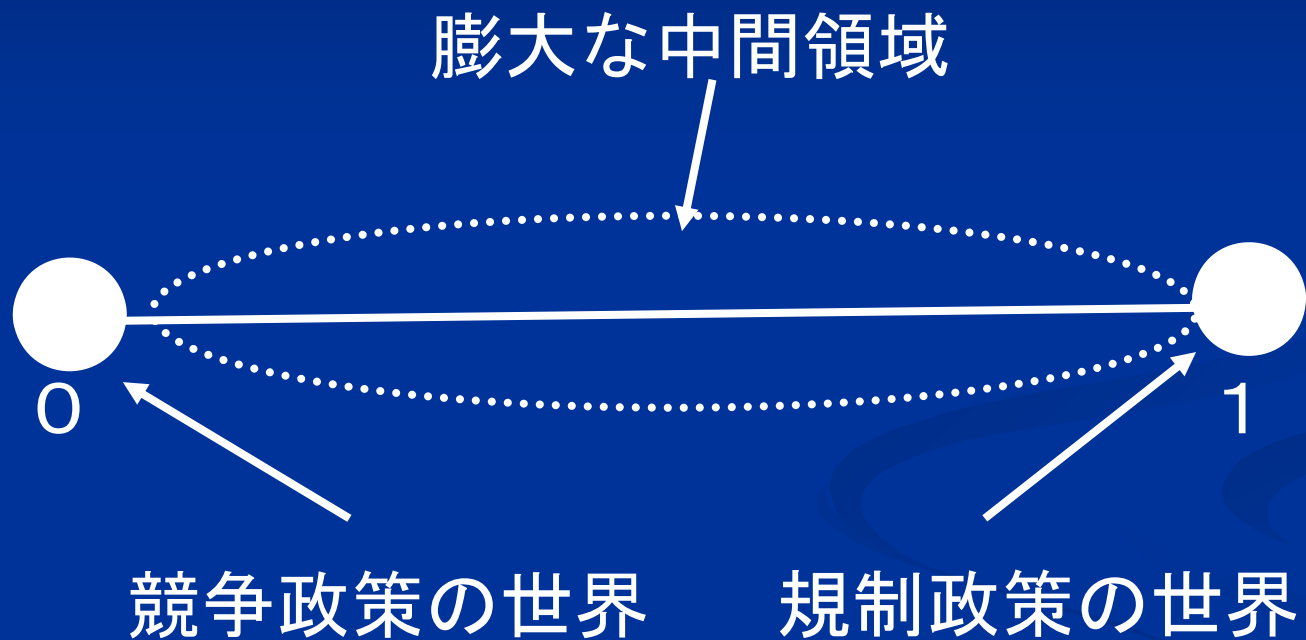 膨大な中間領域
０
１
競争政策の世界
規制政策の世界